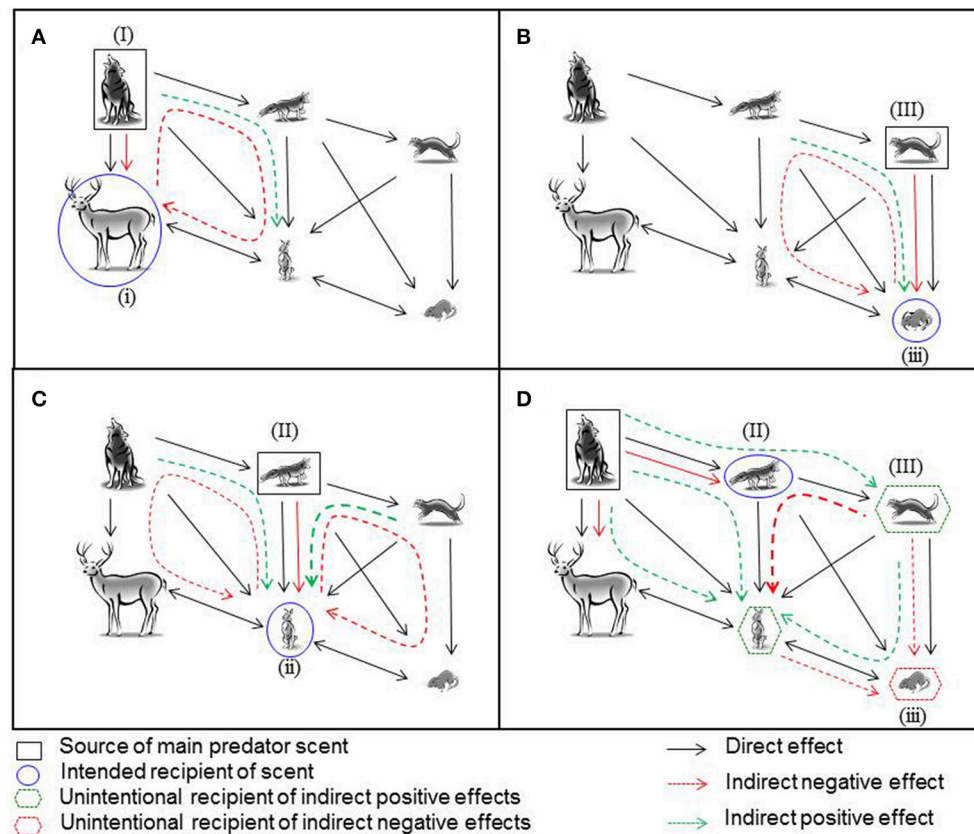 A
(I)
(i)
B
(III)
(iii)
C
(II)
(ii)
D
(II)
(III)
(iii)
Source of main predator scent
Intended recipient of scent
Unintentional recipient of indirect positive effects
Unintentional recipient of indirect negative effects
Direct effect
Indirect negative effect
Indirect positive effect